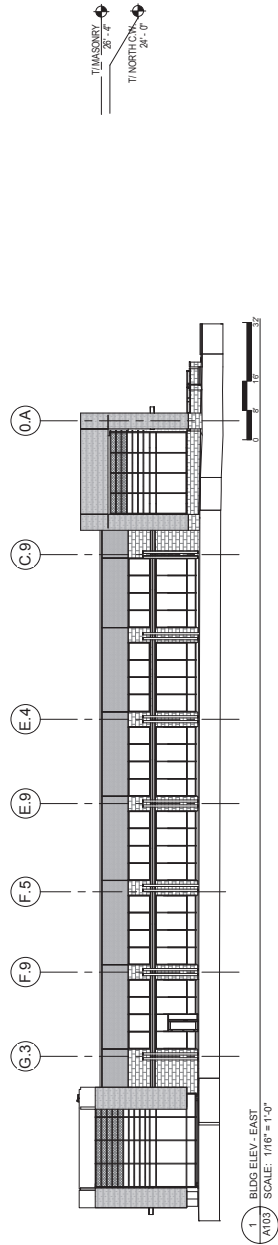 G.3
F.9
F.5
E.9
E.4
C.9
0.A
T/ MASONRY
26' - 4"
T/ NORTH C.W.
24' - 0"
1
A103
BLDG ELEV - EAST
SCALE: 1/16" = 1'-0"
0 8' 16' 32'